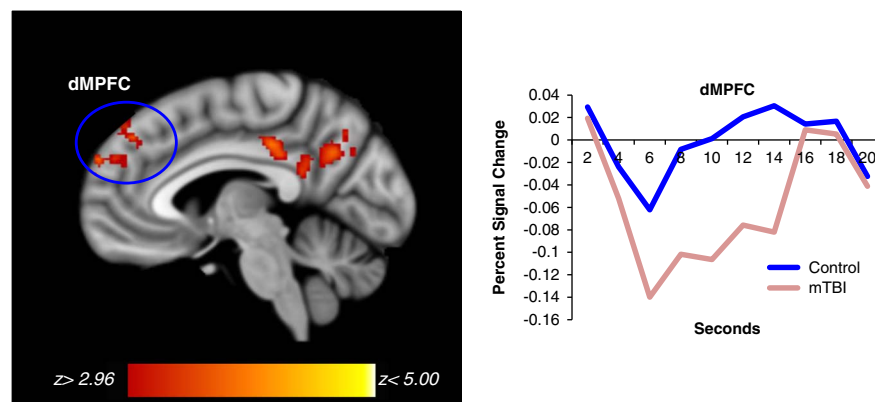 dMPFC
z> 2.96
z< 5.00
dMPFC
Percent Signal Change
0.04
0.02
0
-0.02
-0.04
-0.06
-0.08
-0.1
-0.12
-0.14
-0.16
2 4 6 8 10 12 14 16 18 20
Control
mTBI
Seconds